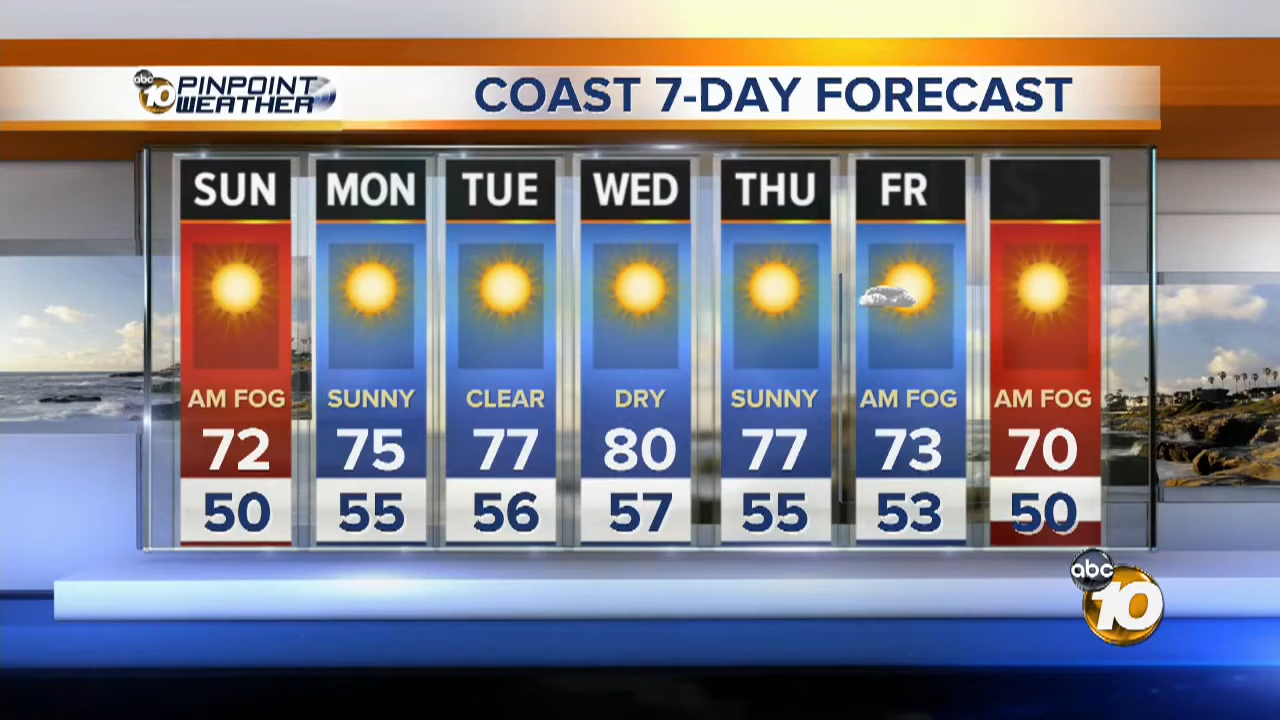 abc 10 PINPOINT WEATHER
COAST 7-DAY FORECAST
SUN MON TUE WED THU FR S
AM FOG SUNNY CLEAR DRY SUNNY AM FOG AM FOG
72 75 77 80 77 73 70
50 55 56 57 55 53 50
abc
10